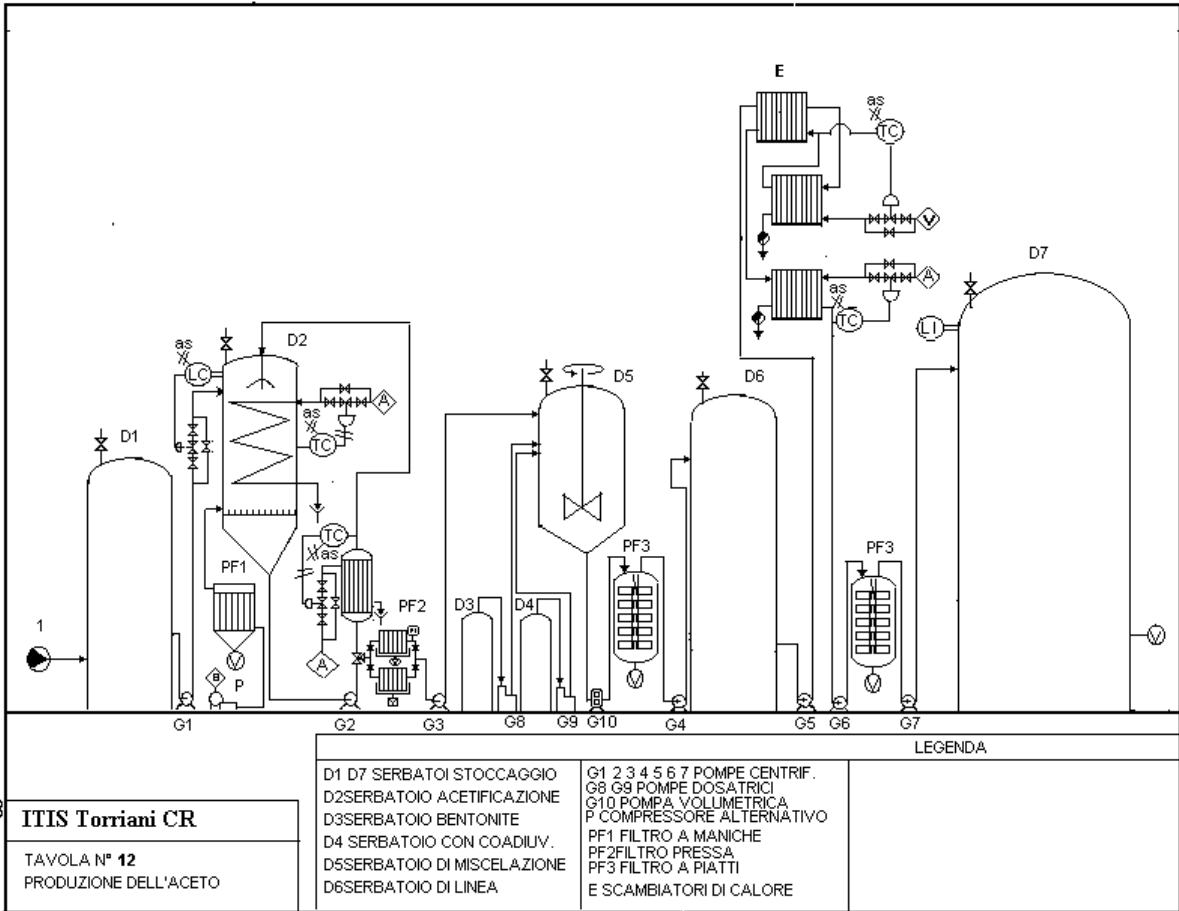 E
as
TC
V
A
as
TC
D7
LI
D2
as
LC
A
as
TC
D1
D5
D6
TC
as
PF1
PF2
PF3
PF3
D3
D4
1
A
B
P
V
V
V
V
G1
G2
G3
G8
G9
G10
G4
G5
G6
G7
LEGENDA
D1 D7 SERBATOI STOCCAGGIO
D2SERBATOIO ACETIFICAZIONE
D3SERBATOIO BENTONITE
D4 SERBATOIO CON COADIUV.
D5SERBATOIO DI MISCELAZIONE
D6SERBATOIO DI LINEA
G1 2 3 4 5 6 7 POMPE CENTRIF.
G8 G9 POMPE DOSATRICI
G10 POMPA VOLUMETRICA
P COMPRESSORE ALTERNATIVO
PF1 FILTRO A MANICHE
PF2FILTRO PRESSA
PF3 FILTRO A PIATTI
E SCAMBIATORI DI CALORE
ITIS Torriani CR
TAVOLA N° 12
PRODUZIONE DELL'ACETO